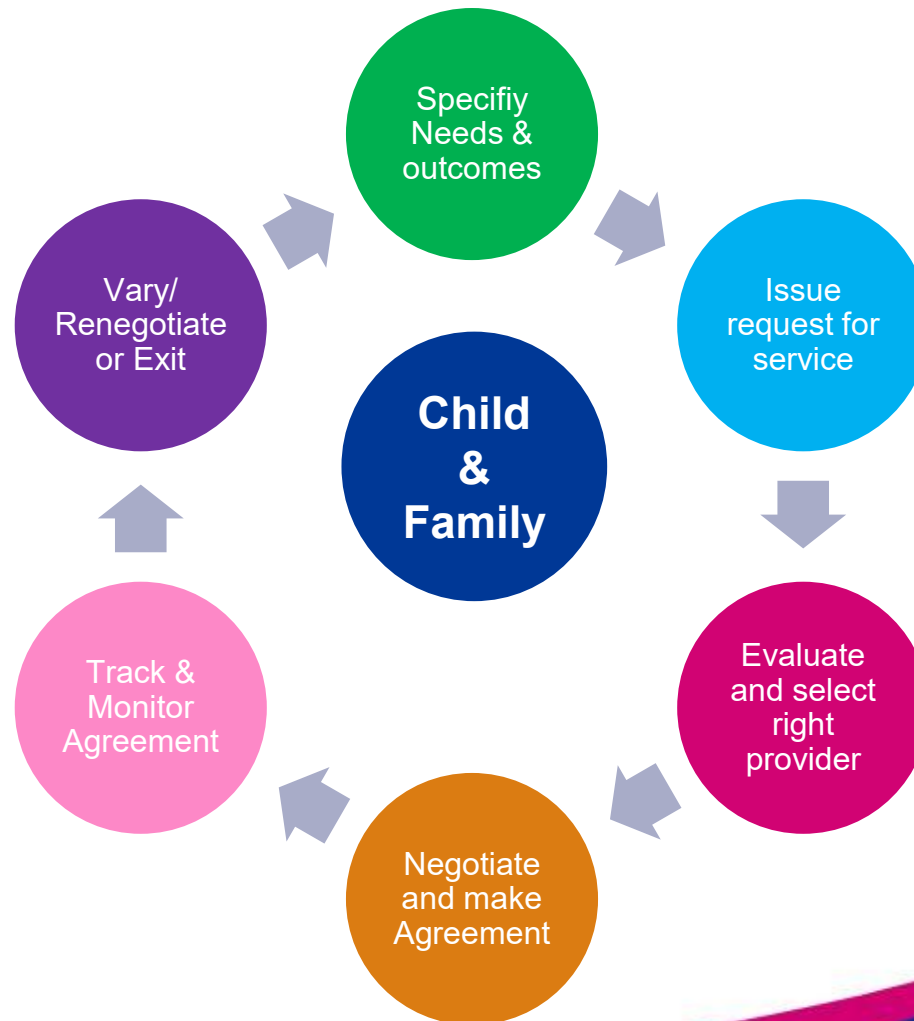 Specifiy
Needs &
outcomes
Issue
request for
service
Evaluate
and select
right
provider
Negotiate
and make
Agreement
Track &
Monitor
Agreement
Vary/
Renegotiate
or Exit
Child
&
Family